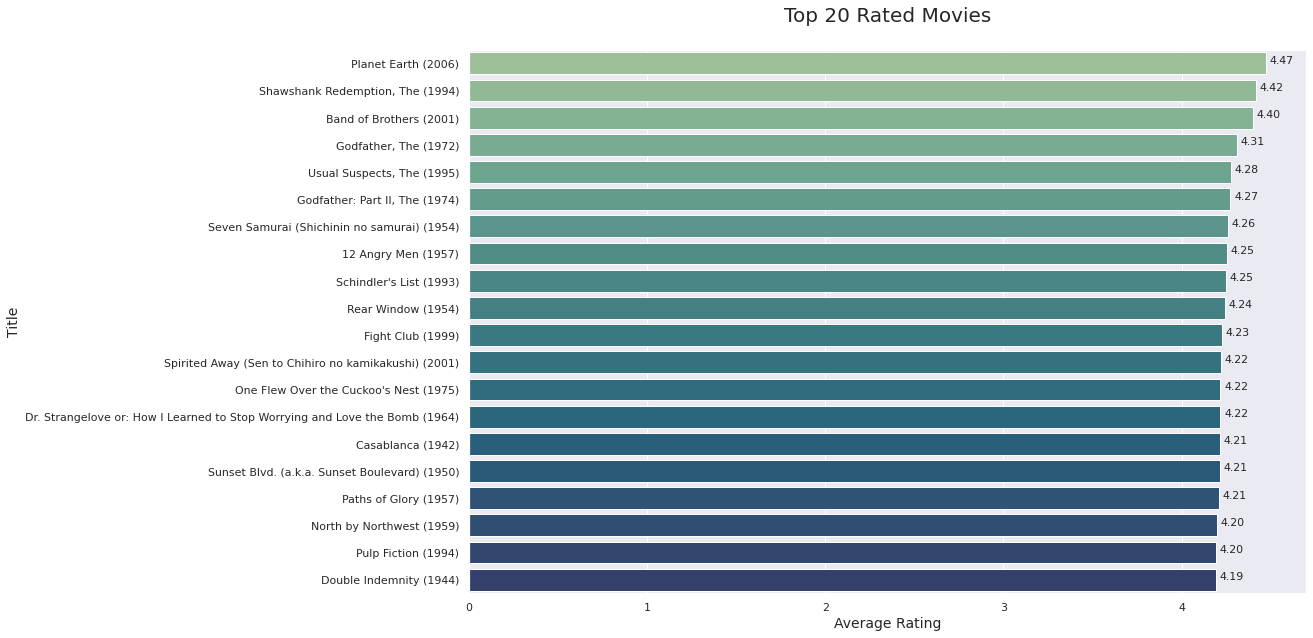 Top 20 Rated Movies
Title
Planet Earth (2006) 4.47
Shawshank Redemption, The (1994) 4.42
Band of Brothers (2001) 4.40
Godfather, The (1972) 4.31
Usual Suspects, The (1995) 4.28
Godfather: Part II, The (1974) 4.27
Seven Samurai (Shichinin no samurai) (1954) 4.26
12 Angry Men (1957) 4.25
Schindler's List (1993) 4.25
Rear Window (1954) 4.24
Fight Club (1999) 4.23
Spirited Away (Sen to Chihiro no kamikakushi) (2001) 4.22
One Flew Over the Cuckoo's Nest (1975) 4.22
Dr. Strangelove or: How I Learned to Stop Worrying and Love the Bomb (1964) 4.22
Casablanca (1942) 4.21
Sunset Blvd. (a.k.a. Sunset Boulevard) (1950) 4.21
Paths of Glory (1957) 4.21
North by Northwest (1959) 4.20
Pulp Fiction (1994) 4.20
Double Indemnity (1944) 4.19
0 1 2 3 4
Average Rating